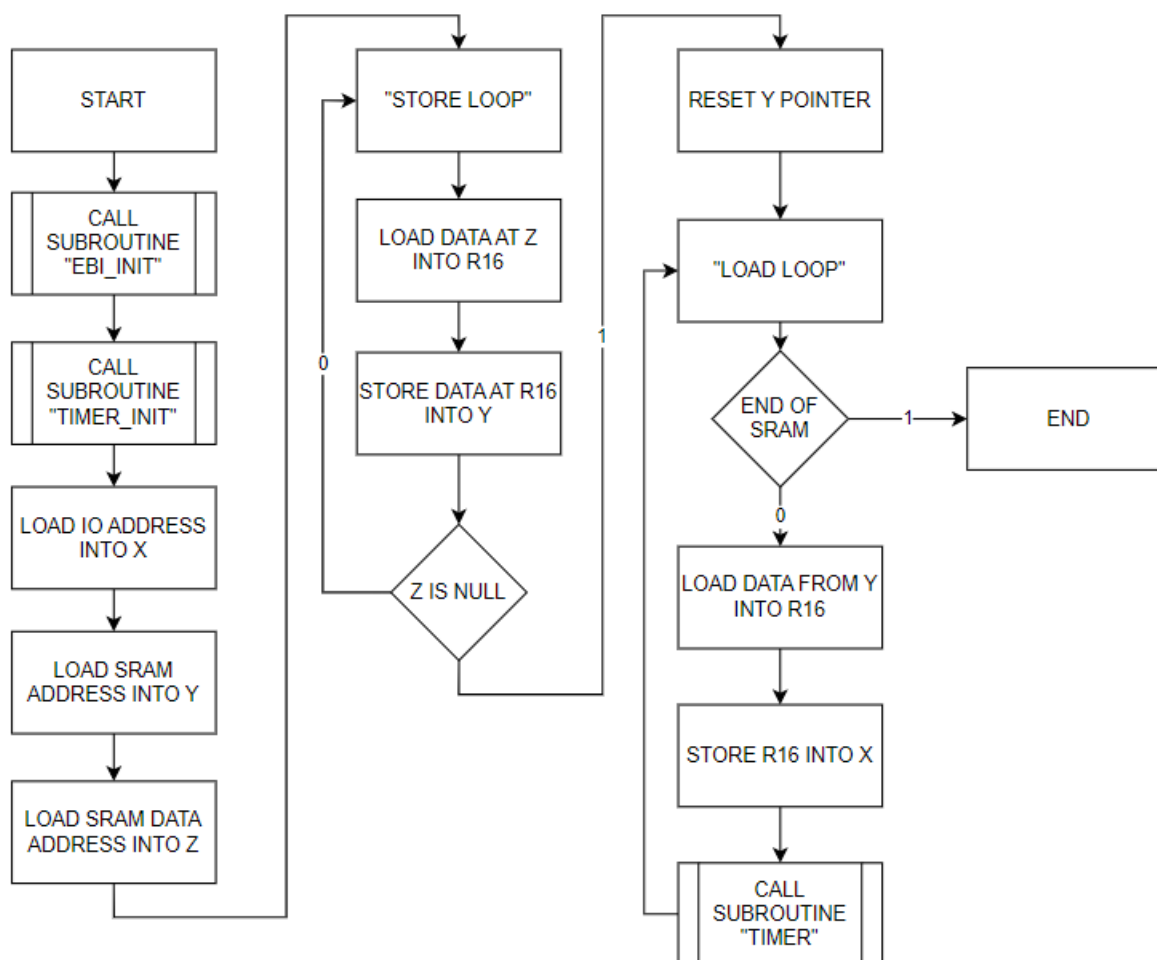 START
CALL
SUBROUTINE
"EBI_INIT"
CALL
SUBROUTINE
"TIMER_INIT"
LOAD IO ADDRESS
INTO X
LOAD SRAM
ADDRESS INTO Y
LOAD SRAM DATA
ADDRESS INTO Z
"STORE LOOP"
LOAD DATA AT Z
INTO R16
STORE DATA AT R16
INTO Y
Z IS NULL
0
1
RESET Y POINTER
"LOAD LOOP"
END OF
SRAM
1
END
0
LOAD DATA FROM Y
INTO R16
STORE R16 INTO X
CALL
SUBROUTINE
"TIMER"